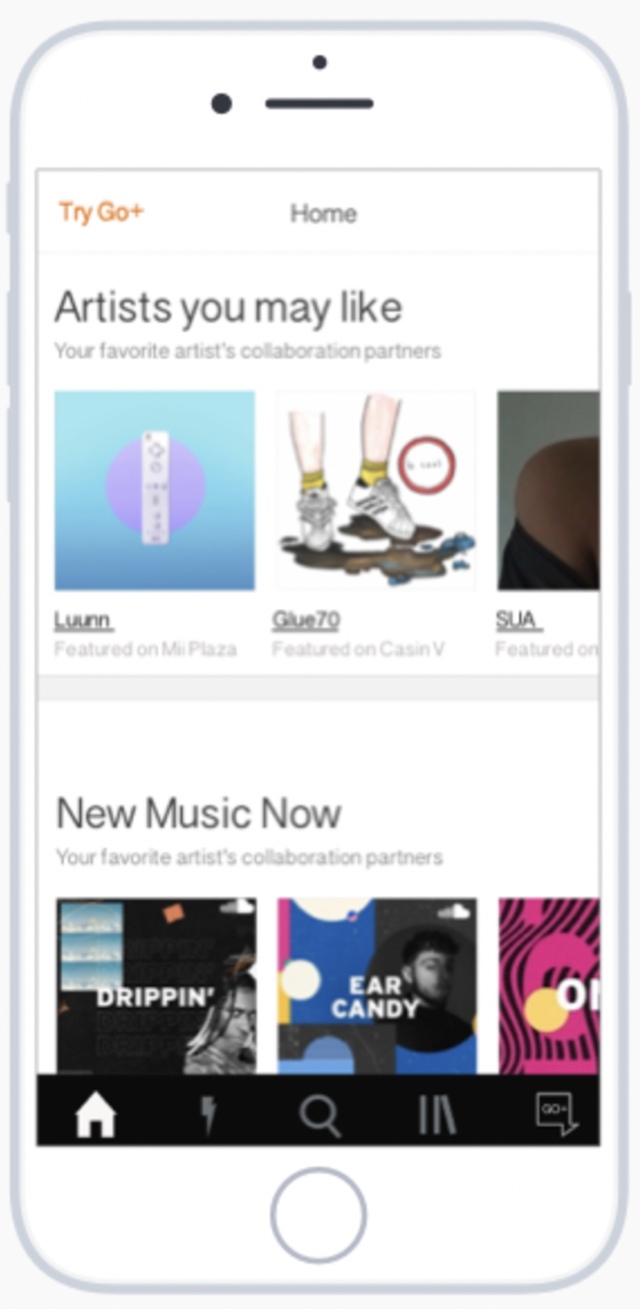 Try Go+
Home
Artists you may like
Your favorite artist's collaboration partners
Luunn
Glue70
SUA
Featured on Mii Plaza
Featured on Casin V
Featured on
New Music Now
Your favorite artist's collaboration partners
DRIPPIN'
EAR
CANDY
GO+